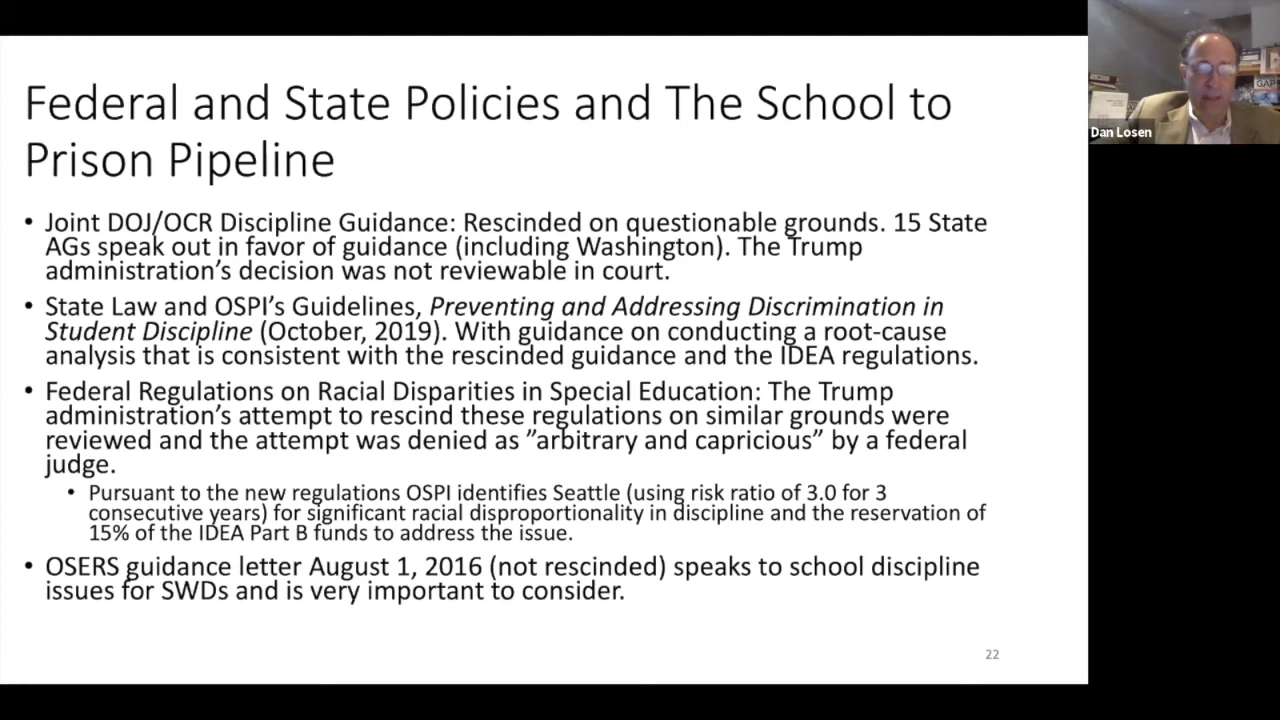 Federal and State Policies and The School to
Prison Pipeline
• Joint DOJ/OCR Discipline Guidance: Rescinded on questionable grounds. 15 State
AGs speak out in favor of guidance (including Washington). The Trump
administration’s decision was not reviewable in court.
• State Law and OSPI’s Guidelines, Preventing and Addressing Discrimination in
Student Discipline (October, 2019). With guidance on conducting a root-cause
analysis that is consistent with the rescinded guidance and the IDEA regulations.
• Federal Regulations on Racial Disparities in Special Education: The Trump
administration’s attempt to rescind these regulations on similar grounds were
reviewed and the attempt was denied as ”arbitrary and capricious” by a federal
judge.
• Pursuant to the new regulations OSPI identifies Seattle (using risk ratio of 3.0 for 3
consecutive years) for significant racial disproportionality in discipline and the reservation of
15% of the IDEA Part B funds to address the issue.
• OSERS guidance letter August 1, 2016 (not rescinded) speaks to school discipline
issues for SWDs and is very important to consider.
22
Dan Losen